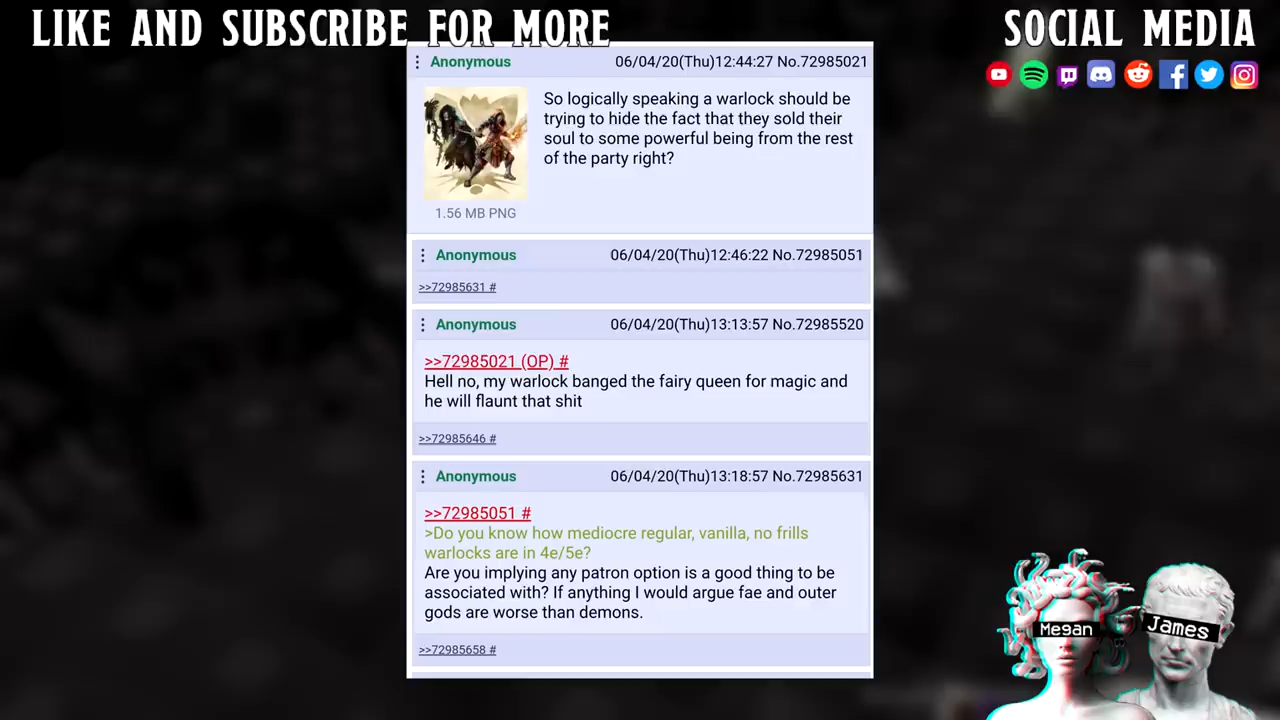 LIKE AND SUBSCRIBE FOR MORE
SOCIAL MEDIA
Anonymous 06/04/20(Thu)12:44:27 No.72985021
So logically speaking a warlock should be
trying to hide the fact that they sold their
soul to some powerful being from the rest
of the party right?
1.56 MB PNG
Anonymous 06/04/20(Thu)12:46:22 No.72985051
>>72985631 #
Anonymous 06/04/20(Thu)13:13:57 No.72985520
>>72985021 (OP) #
Hell no, my warlock banged the fairy queen for magic and
he will flaunt that shit
>>72985646 #
Anonymous 06/04/20(Thu)13:18:57 No.72985631
>>72985051 #
>Do you know how mediocre regular, vanilla, no frills
warlocks are in 4e/5e?
Are you implying any patron option is a good thing to be
associated with? If anything I would argue fae and outer
gods are worse than demons.
>>72985658 #
Megan
James